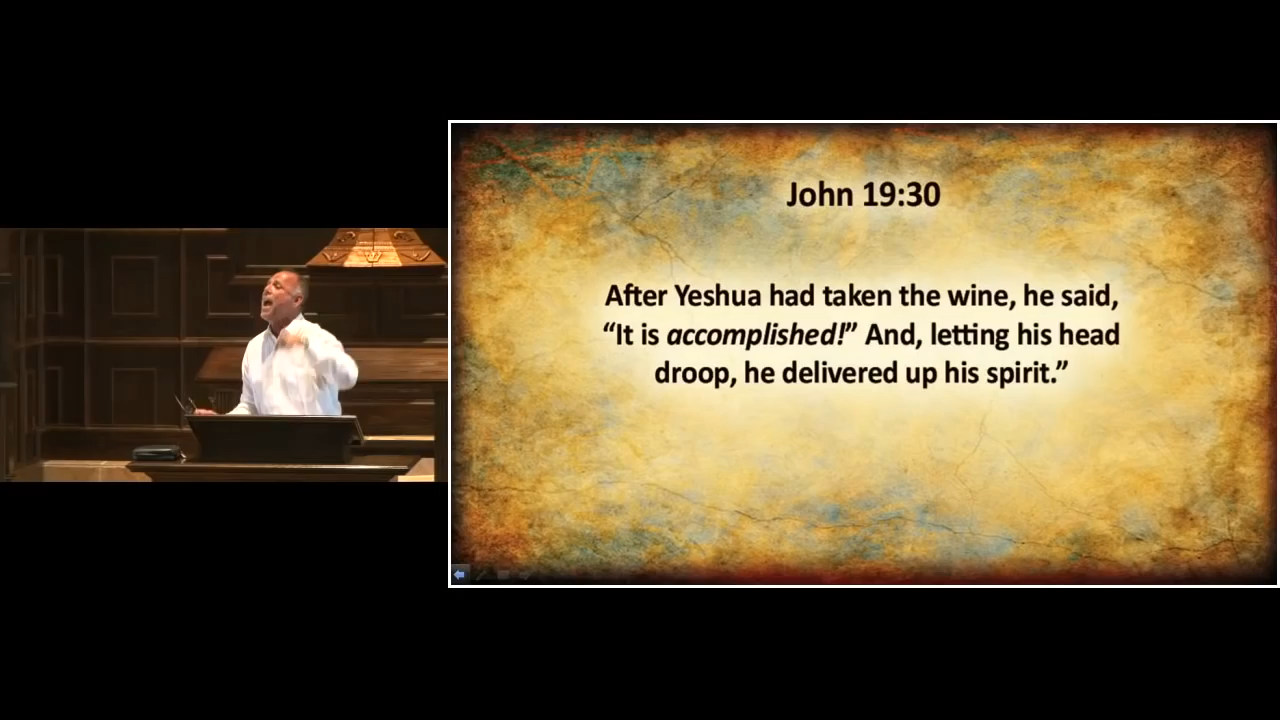 John 19:30
After Yeshua had taken the wine, he said,
“It is accomplished!” And, letting his head
droop, he delivered up his spirit.”